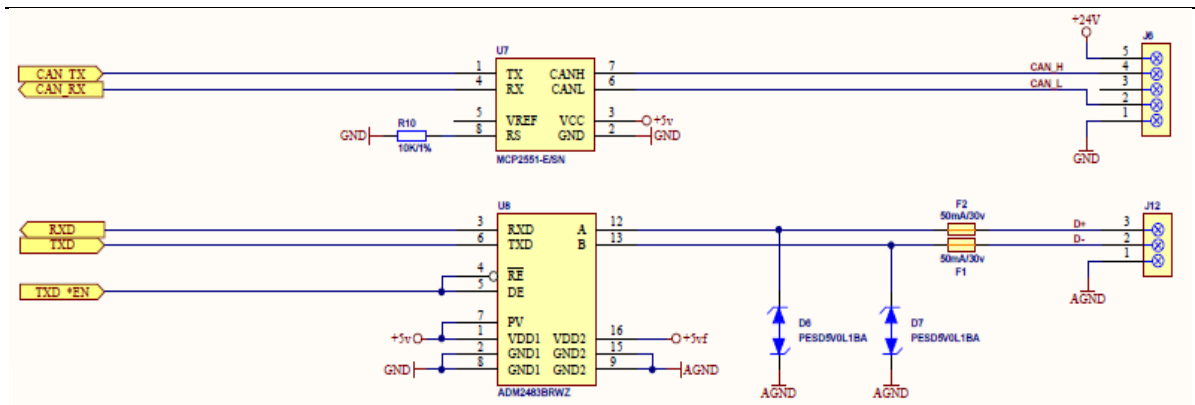 +24V
U7
J6
CAN_TX
1
TX
CANH
7
CAN_H
5
CAN_RX
4
RX
CANL
6
CAN_L
4
3
5
VREF
VCC
3
+5v
2
GND
R10
8
RS
GND
2
GND
1
10K/1%
MCP2551-E/SN
GND
U8
F2
J12
50mA/30v
RXD
3
RXD
A
12
D+
3
TXD
6
TXD
B
13
D-
2
50mA/30v
1
F1
4
RE
TXD_*EN
5
DE
AGND
7
PV
D6
D7
+5v
1
VDD1
VDD2
16
+5vf
PESD5V0L1BA
PESD5V0L1BA
2
GND1
GND2
15
GND
8
GND1
GND2
9
AGND
ADM2483BRWZ
AGND
AGND